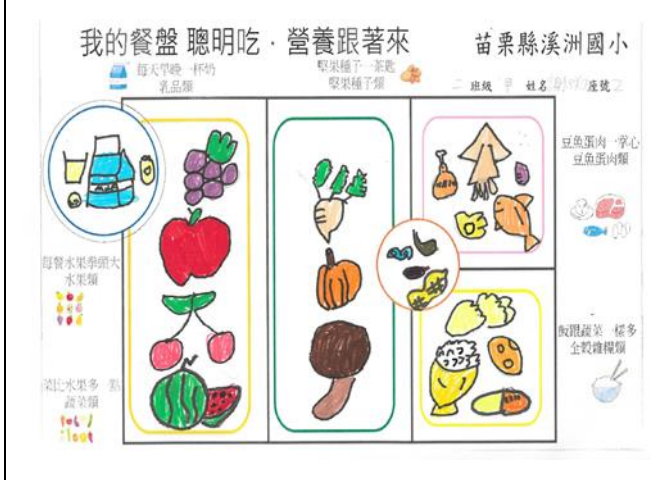 我的餐盤 聰明吃・營養跟著來
苗栗縣溪洲國小
每天早晚一杯奶
乳品類
堅果種子一茶匙
堅果種子類
二 班級 甲 姓名 座號 2
豆魚蛋肉一掌心
豆魚蛋肉類
每餐水果拳頭大
水果類
飯跟蔬菜一樣多
全穀雜糧類
菜比水果多一點
蔬菜類